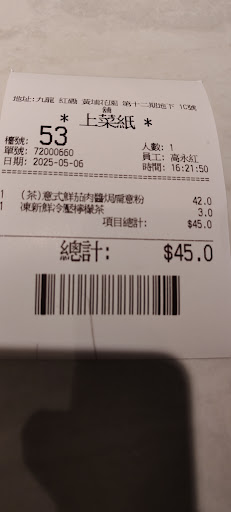 地址:九龍 紅磡 黃埔花園 第十二期地下 1C號
舖
* 上菜紙 *
檯號: 53
人數: 1
單號: 72000660
員工: 高永紅
日期: 2025-05-06
時間: 16:21:50
1 (茶)意式鮮茄肉醬焗意粉 42.0
1 凍新鮮冷壓檸檬茶 3.0
項目總計: $45.0
總計: $45.0